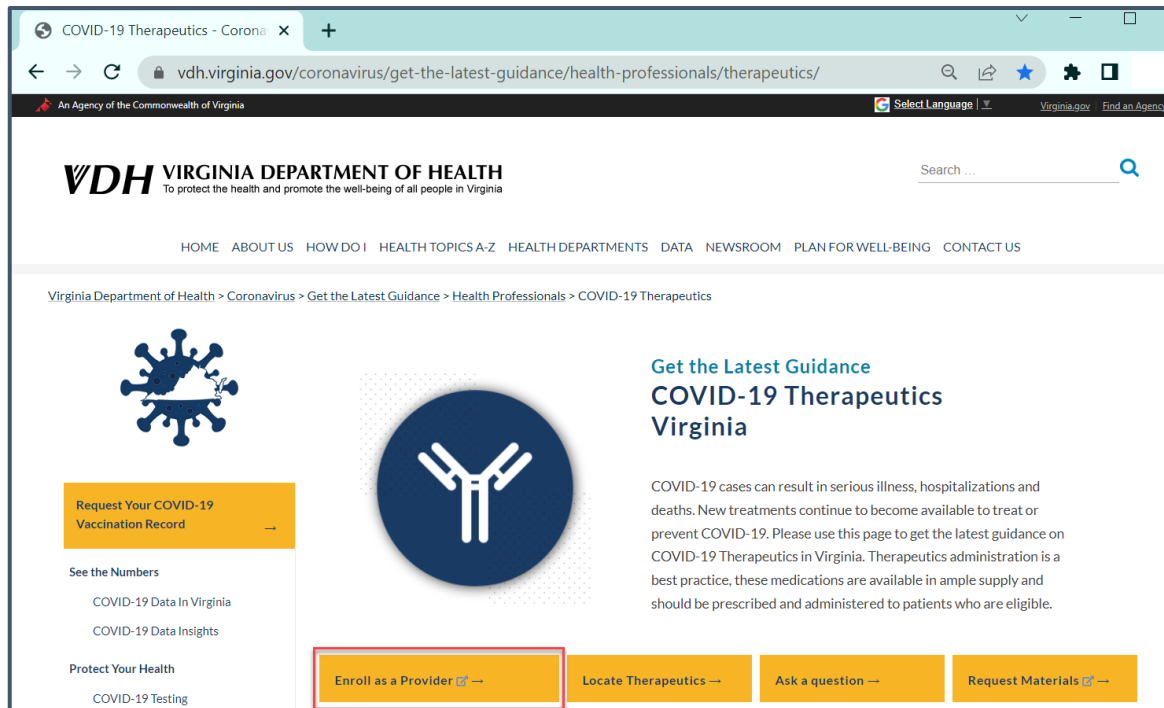 COVID-19 Therapeutics - Corona
vdh.virginia.gov/coronavirus/get-the-latest-guidance/health-professionals/therapeutics/
An Agency of the Commonwealth of Virginia
Select Language
Virginia.gov
Find an Agency
VDH VIRGINIA DEPARTMENT OF HEALTH
To protect the health and promote the well-being of all people in Virginia
Search ...
HOME ABOUT US HOW DO I HEALTH TOPICS A-Z HEALTH DEPARTMENTS DATA NEWSROOM PLAN FOR WELL-BEING CONTACT US
Virginia Department of Health > Coronavirus > Get the Latest Guidance > Health Professionals > COVID-19 Therapeutics
Request Your COVID-19
Vaccination Record →
See the Numbers
COVID-19 Data In Virginia
COVID-19 Data Insights
Protect Your Health
COVID-19 Testing
Get the Latest Guidance
COVID-19 Therapeutics
Virginia
COVID-19 cases can result in serious illness, hospitalizations and
deaths. New treatments continue to become available to treat or
prevent COVID-19. Please use this page to get the latest guidance on
COVID-19 Therapeutics in Virginia. Therapeutics administration is a
best practice, these medications are available in ample supply and
should be prescribed and administered to patients who are eligible.
Enroll as a Provider →
Locate Therapeutics →
Ask a question →
Request Materials →